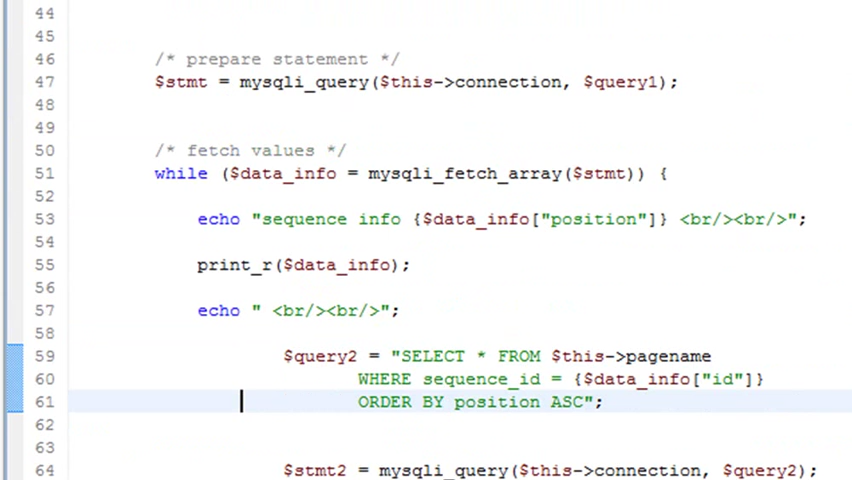 44
45
46 /* prepare statement */
47 $stmt = mysqli_query($this->connection, $query1);
48
49
50 /* fetch values */
51 while ($data_info = mysqli_fetch_array($stmt)) {
52
53 echo "sequence info {$data_info["position"]} <br/><br/>";
54
55 print_r($data_info);
56
57 echo " <br/><br/>";
58
59 $query2 = "SELECT * FROM $this->pagename
60 WHERE sequence_id = {$data_info["id"]}
61 ORDER BY position ASC";
62
63
64 $stmt2 = mysqli_query($this->connection, $query2);